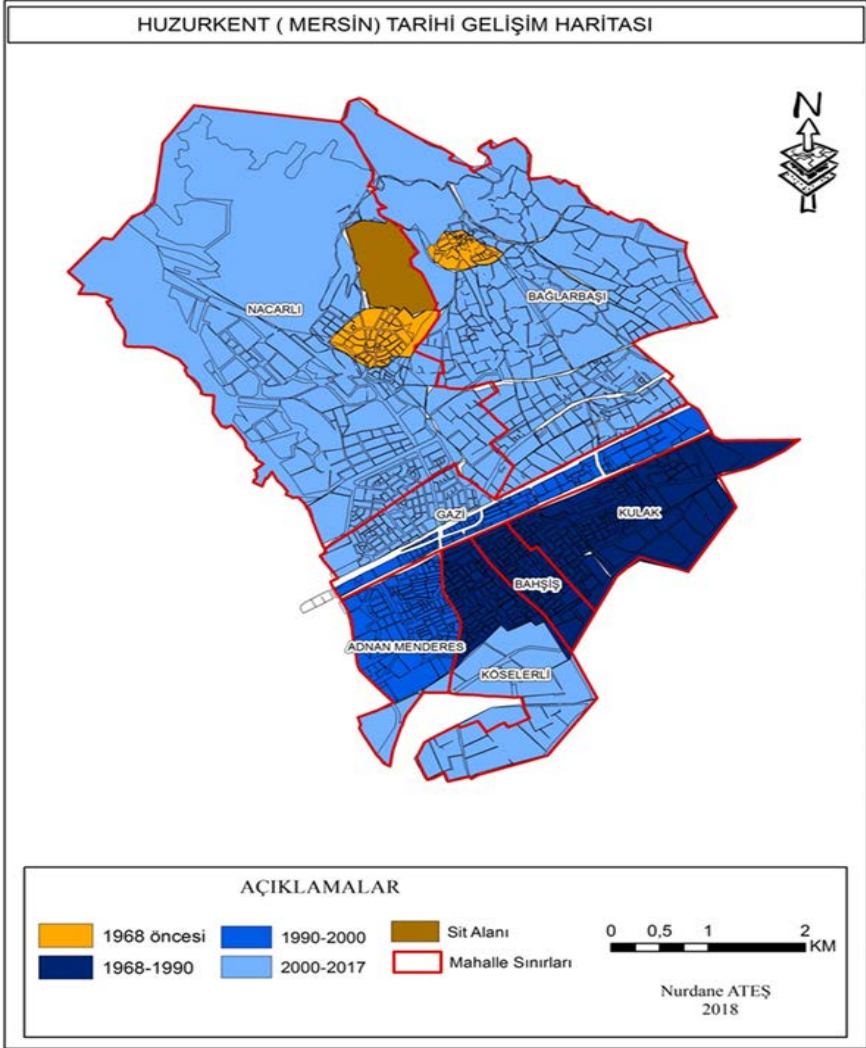 HUZURKENT ( MERSİN) TARİHİ GELİŞİM HARİTASI
N
NACARLI
BAĞLARBAŞI
GAZİ
KULAK
BAHŞİŞ
ADNAN MENDERES
KÖSELERLİ
AÇIKLAMALAR
1968 öncesi
1990-2000
Sit Alanı
1968-1990
2000-2017
Mahalle Sınırları
0 0,5 1 2
KM
Nurdane ATEŞ
2018